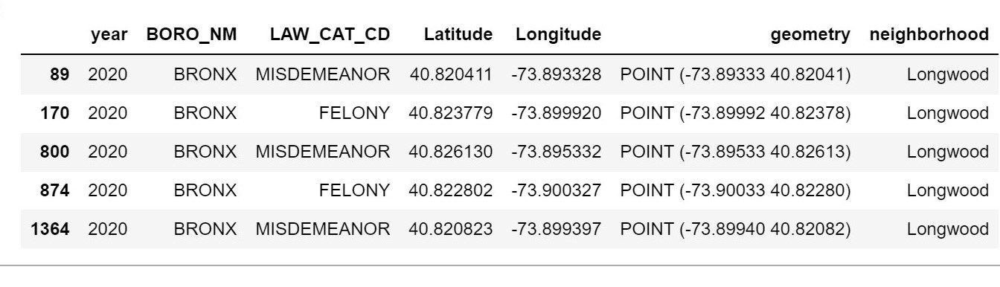 year BORO_NM LAW_CAT_CD Latitude Longitude geometry neighborhood
89 2020 BRONX MISDEMEANOR 40.820411 -73.893328 POINT (-73.89333 40.82041) Longwood
170 2020 BRONX FELONY 40.823779 -73.899920 POINT (-73.89992 40.82378) Longwood
800 2020 BRONX MISDEMEANOR 40.826130 -73.895332 POINT (-73.89533 40.82613) Longwood
874 2020 BRONX FELONY 40.822802 -73.900327 POINT (-73.90033 40.82280) Longwood
1364 2020 BRONX MISDEMEANOR 40.820823 -73.899397 POINT (-73.89940 40.82082) Longwood